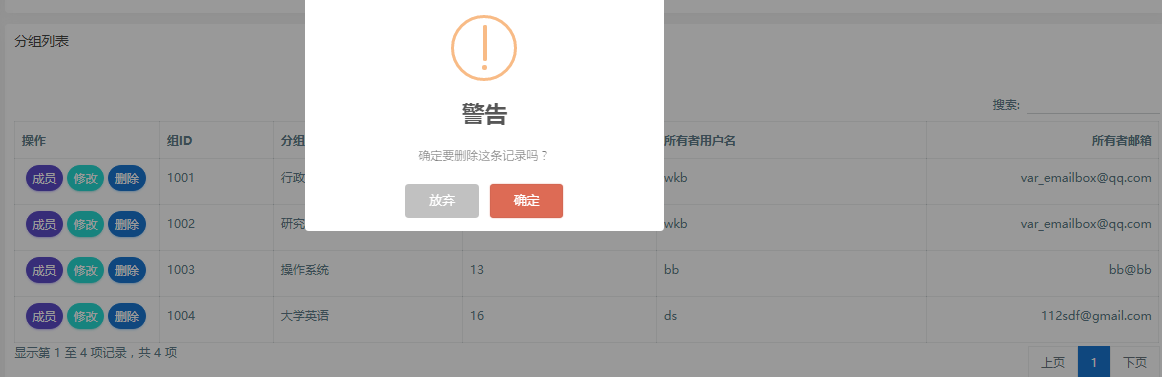 分组列表
警告
确定要删除这条记录吗？
放弃 确定
搜索:
操作 组ID 分组 所有者用户名 所有者邮箱
成员 修改 删除 1001 行政 wkb var_emailbox@qq.com
成员 修改 删除 1002 研究 wkb var_emailbox@qq.com
成员 修改 删除 1003 操作系统 13 bb bb@bb
成员 修改 删除 1004 大学英语 16 ds 112sdf@gmail.com
显示第 1 至 4 项记录，共 4 项
上页 1 下页